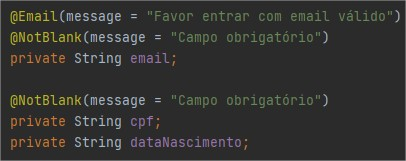 @Email(message = "Favor entrar com email válido")
@NotBlank(message = "Campo obrigatório")
private String email;

@NotBlank(message = "Campo obrigatório")
private String cpf;
private String dataNascimento;